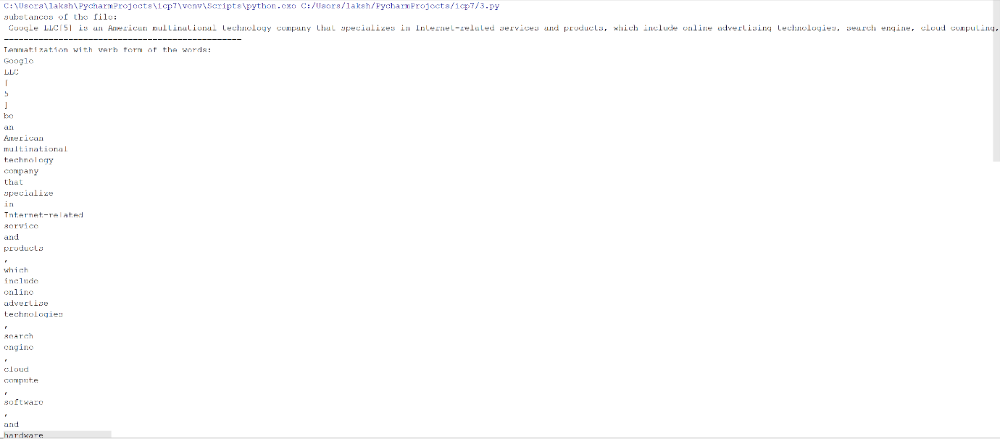 C:\Users\laksh\PycharmProjects\icp7\venv\Scripts\python.exe C:/Users/laksh/PycharmProjects/icp7/3.py
substances of the file:
Google LLC[5] is an American multinational technology company that specializes in Internet-related services and products, which include online advertising technologies, search engine, cloud computing,
------------------------------------------------
Lemmatization with verb form of the words:
Google
LLC
[
5
]
be
an
American
multinational
technology
company
that
specialize
in
Internet-related
service
and
products
,
which
include
online
advertise
technologies
,
search
engine
,
cloud
compute
,
software
,
and
hardware